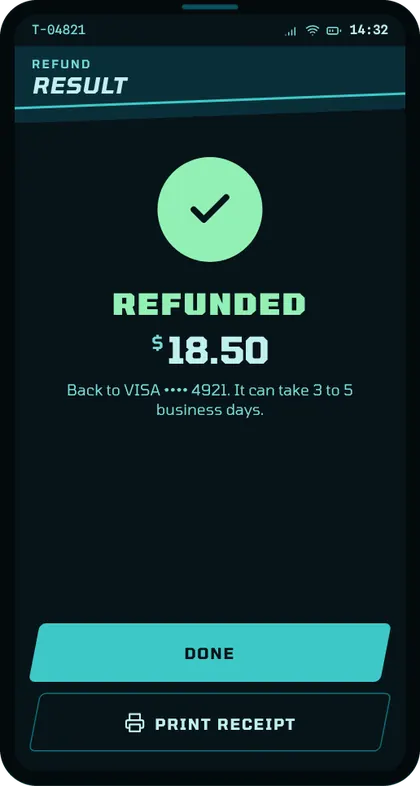 T-04821
14:32
REFUND
RESULT
REFUNDED
$18.50
Back to VISA •••• 4921. It can take 3 to 5
business days.
DONE
PRINT RECEIPT